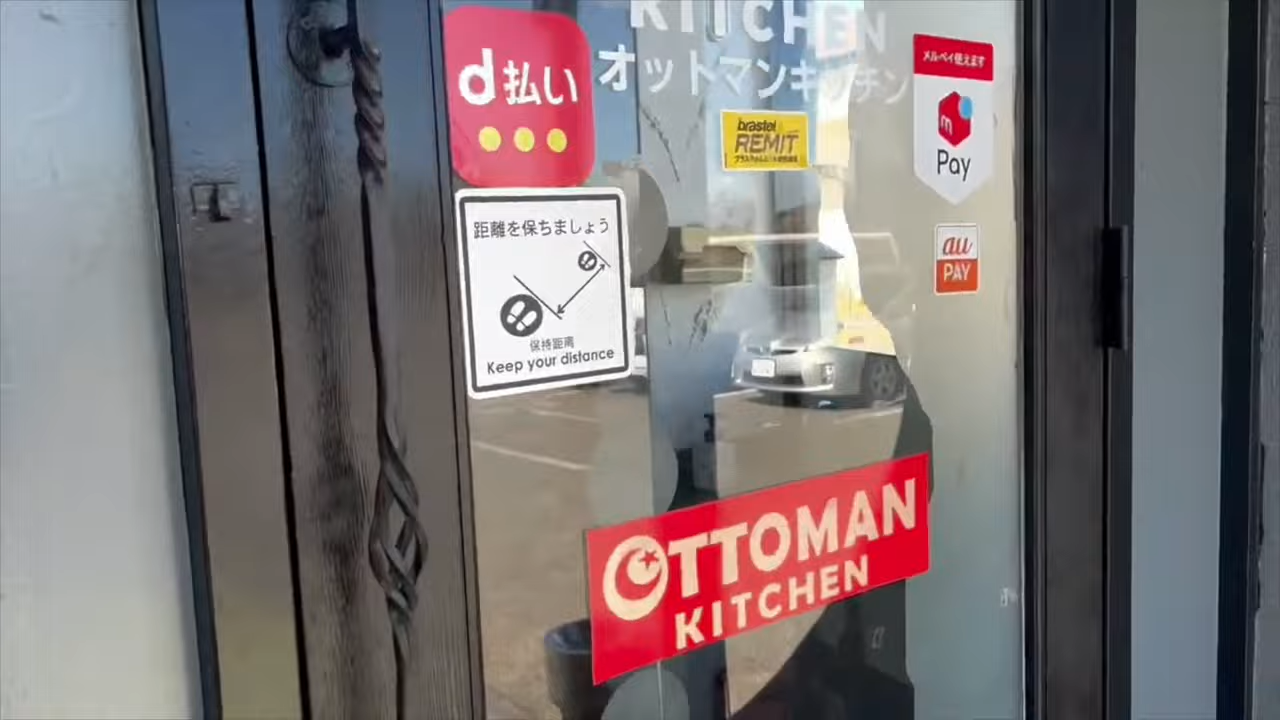 KITCHEN
オットマンキッチン
d払い
brastel
REMIT
メルペイ使えます
m
Pay
au
PAY
距離を保ちましょう
保持距离
Keep your distance
OTTOMAN
KITCHEN